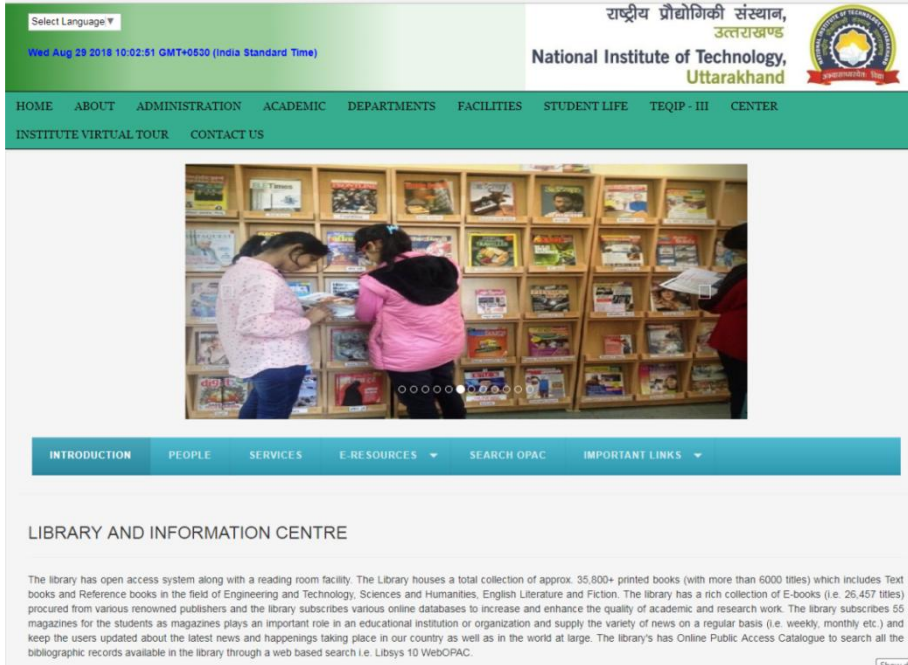 Select Language ▼
राष्ट्रीय प्रौद्योगिकी संस्थान,
उत्तराखण्ड
Wed Aug 29 2018 10:02:51 GMT+0530 (India Standard Time)
National Institute of Technology,
Uttarakhand
HOME ABOUT ADMINISTRATION ACADEMIC DEPARTMENTS FACILITIES STUDENT LIFE TEQIP - III CENTER
INSTITUTE VIRTUAL TOUR CONTACT US
INTRODUCTION PEOPLE SERVICES E-RESOURCES SEARCH OPAC IMPORTANT LINKS
LIBRARY AND INFORMATION CENTRE
The library has open access system along with a reading room facility. The Library houses a total collection of approx. 35,800+ printed books (with more than 6000 titles) which includes Text
books and Reference books in the field of Engineering and Technology, Sciences and Humanities, English Literature and Fiction. The library has a rich collection of E-books (i.e. 26,457 titles)
procured from various renowned publishers and the library subscribes various online databases to increase and enhance the quality of academic and research work. The library subscribes 55
magazines for the students as magazines plays an important role in an educational institution or organization and supply the variety of news on a regular basis (i.e. weekly, monthly etc.) and
keep the users updated about the latest news and happenings taking place in our country as well as in the world at large. The library's has Online Public Access Catalogue to search all the
bibliographic records available in the library through a web based search i.e. Libsys 10 WebOPAC.